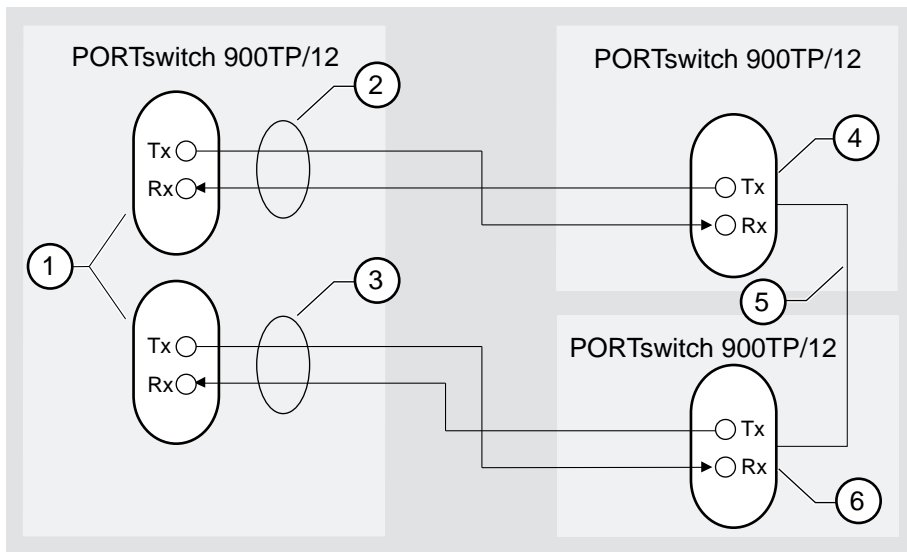 PORTswitch 900TP/12
2
Tx
Rx
1
3
Tx
Rx
PORTswitch 900TP/12
4
Tx
Rx
5
PORTswitch 900TP/12
Tx
Rx
6